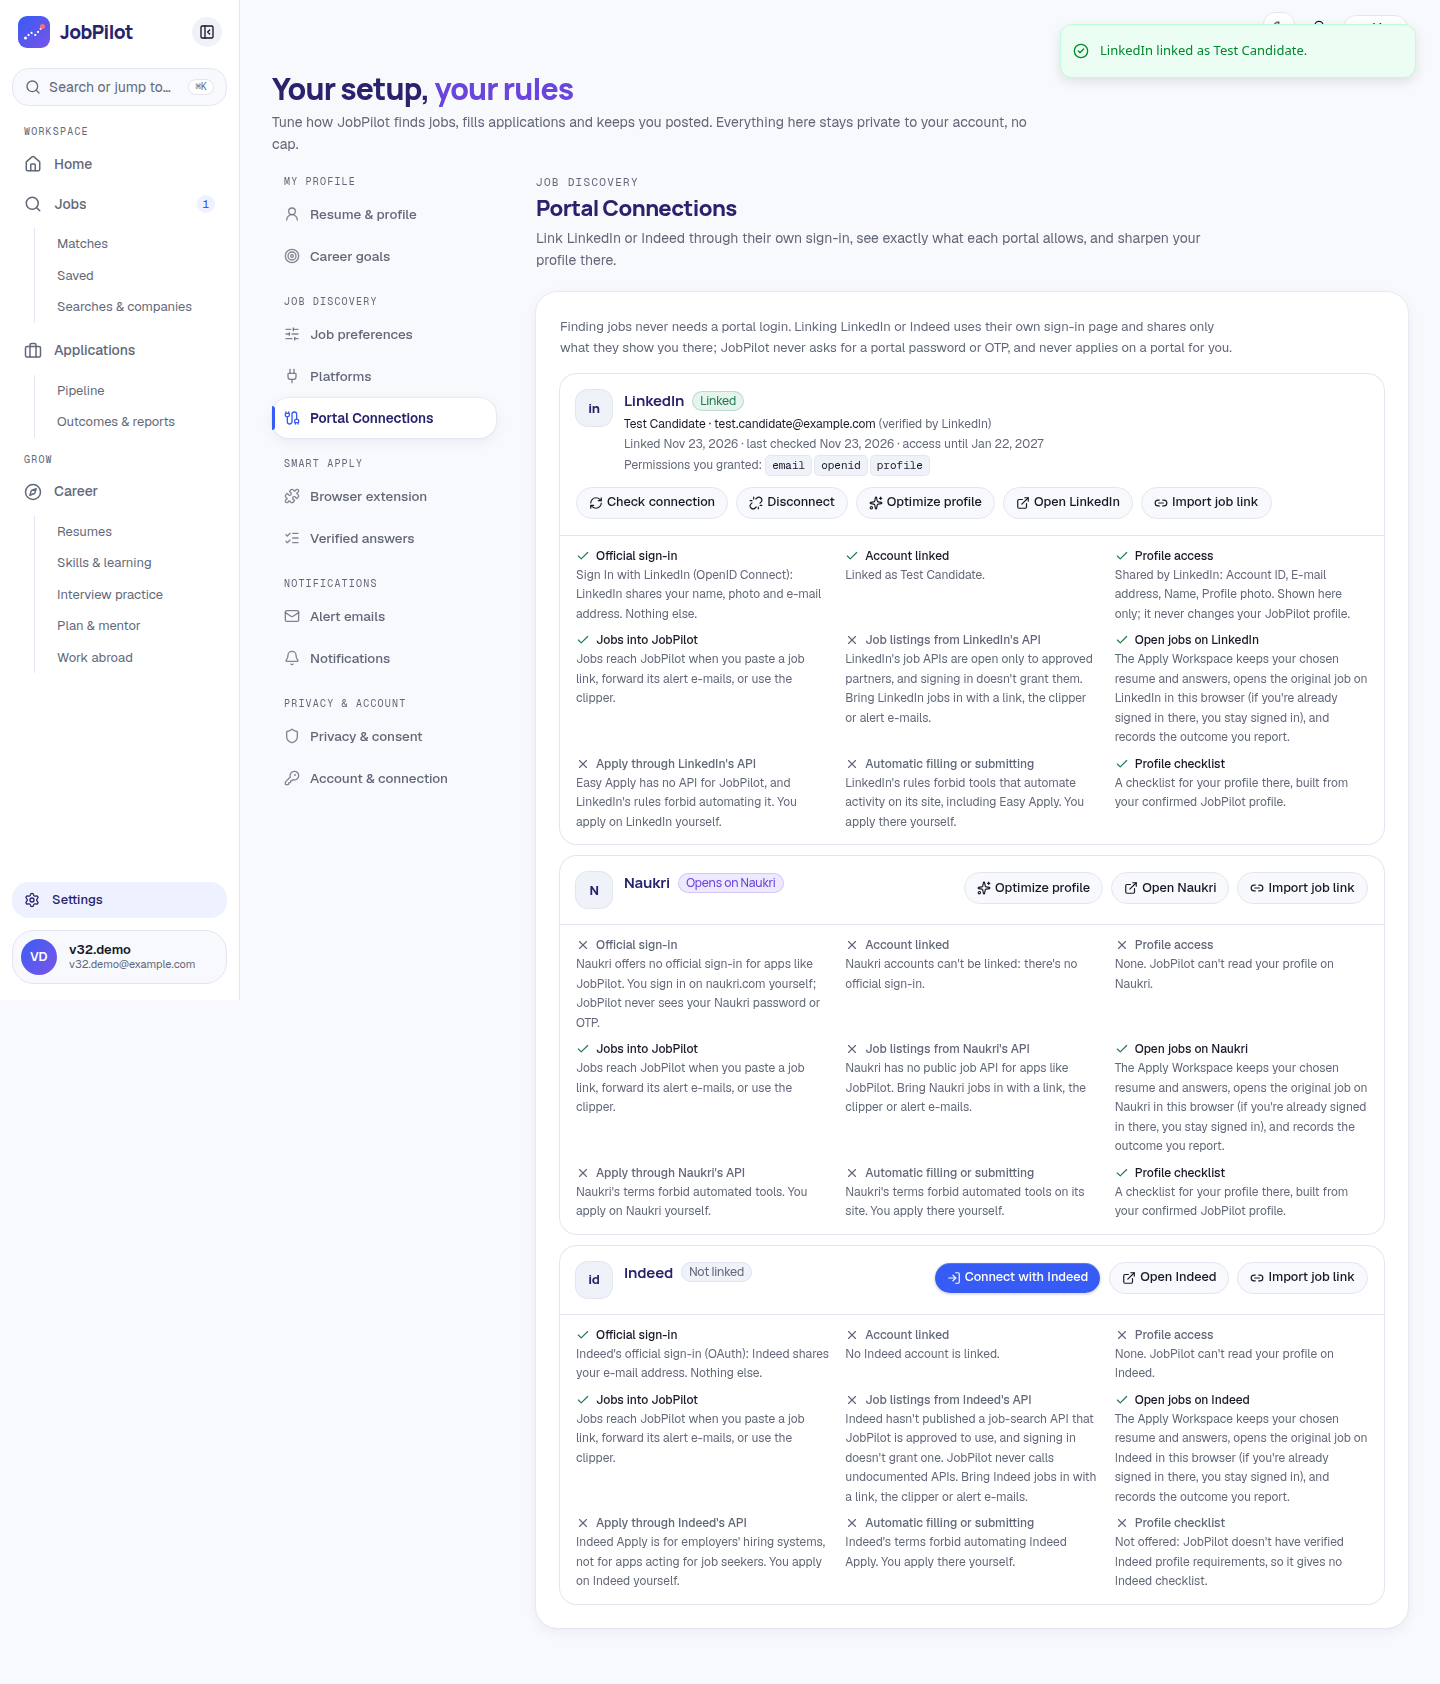 JobPilot
Search or jump to...
⌘K
WORKSPACE
Home
Jobs
1
Matches
Saved
Searches & companies
Applications
Pipeline
Outcomes & reports
GROW
Career
Resumes
Skills & learning
Interview practice
Plan & mentor
Work abroad
Settings
VD
v32.demo
v32.demo@example.com
LinkedIn linked as Test Candidate.
Your setup, your rules
Tune how JobPilot finds jobs, fills applications and keeps you posted. Everything here stays private to your account, no
cap.
MY PROFILE
Resume & profile
Career goals
JOB DISCOVERY
Job preferences
Platforms
Portal Connections
SMART APPLY
Browser extension
Verified answers
NOTIFICATIONS
Alert emails
Notifications
PRIVACY & ACCOUNT
Privacy & consent
Account & connection
JOB DISCOVERY
Portal Connections
Link LinkedIn or Indeed through their own sign-in, see exactly what each portal allows, and sharpen your
profile there.
Finding jobs never needs a portal login. Linking LinkedIn or Indeed uses their own sign-in page and shares only
what they show you there; JobPilot never asks for a portal password or OTP, and never applies on a portal for you.
in
LinkedIn
Linked
Test Candidate · test.candidate@example.com (verified by LinkedIn)
Linked Nov 23, 2026 · last checked Nov 23, 2026 · access until Jan 22, 2027
Permissions you granted: email openid profile
Check connection
Disconnect
Optimize profile
Open LinkedIn
Import job link
Official sign-in
Sign In with LinkedIn (OpenID Connect):
LinkedIn shares your name, photo and e-mail
address. Nothing else.
Account linked
Linked as Test Candidate.
Profile access
Shared by LinkedIn: Account ID, E-mail
address, Name, Profile photo. Shown here
only; it never changes your JobPilot profile.
Jobs into JobPilot
Jobs reach JobPilot when you paste a job
link, forward its alert e-mails, or use the
clipper.
Job listings from LinkedIn's API
LinkedIn's job APIs are open only to approved
partners, and signing in doesn't grant them.
Bring LinkedIn jobs in with a link, the clipper
or alert e-mails.
Open jobs on LinkedIn
The Apply Workspace keeps your chosen
resume and answers, opens the original job on
LinkedIn in this browser (if you're already
signed in there, you stay signed in), and
records the outcome you report.
Apply through LinkedIn's API
Easy Apply has no API for JobPilot, and
LinkedIn's rules forbid automating it. You
apply on LinkedIn yourself.
Automatic filling or submitting
LinkedIn's rules forbid tools that automate
activity on its site, including Easy Apply. You
apply there yourself.
Profile checklist
A checklist for your profile there, built from
your confirmed JobPilot profile.
N
Naukri
Opens on Naukri
Optimize profile
Open Naukri
Import job link
Official sign-in
Naukri offers no official sign-in for apps like
JobPilot. You sign in on naukri.com yourself;
JobPilot never sees your Naukri password or
OTP.
Account linked
Naukri accounts can't be linked: there's no
official sign-in.
Profile access
None. JobPilot can't read your profile on
Naukri.
Jobs into JobPilot
Jobs reach JobPilot when you paste a job
link, forward its alert e-mails, or use the
clipper.
Job listings from Naukri's API
Naukri has no public job API for apps like
JobPilot. Bring Naukri jobs in with a link, the
clipper or alert e-mails.
Open jobs on Naukri
The Apply Workspace keeps your chosen
resume and answers, opens the original job on
Naukri in this browser (if you're already signed
in there, you stay signed in), and records the
outcome you report.
Apply through Naukri's API
Naukri's terms forbid automated tools. You
apply on Naukri yourself.
Automatic filling or submitting
Naukri's terms forbid automated tools on its
site. You apply there yourself.
Profile checklist
A checklist for your profile there, built from
your confirmed JobPilot profile.
id
Indeed
Not linked
Connect with Indeed
Open Indeed
Import job link
Official sign-in
Indeed's official sign-in (OAuth): Indeed shares
your e-mail address. Nothing else.
Account linked
No Indeed account is linked.
Profile access
None. JobPilot can't read your profile on
Indeed.
Jobs into JobPilot
Jobs reach JobPilot when you paste a job
link, forward its alert e-mails, or use the
clipper.
Job listings from Indeed's API
Indeed hasn't published a job-search API that
JobPilot is approved to use, and signing in
doesn't grant one. JobPilot never calls
undocumented APIs. Bring Indeed jobs in with
a link, the clipper or alert e-mails.
Open jobs on Indeed
The Apply Workspace keeps your chosen
resume and answers, opens the original job on
Indeed in this browser (if you're already
signed in there, you stay signed in), and
records the outcome you report.
Apply through Indeed's API
Indeed Apply is for employers' hiring systems,
not for apps acting for job seekers. You apply
on Indeed yourself.
Automatic filling or submitting
Indeed's terms forbid automating Indeed
Apply. You apply there yourself.
Profile checklist
Not offered: JobPilot doesn't have verified
Indeed profile requirements, so it gives no
Indeed checklist.